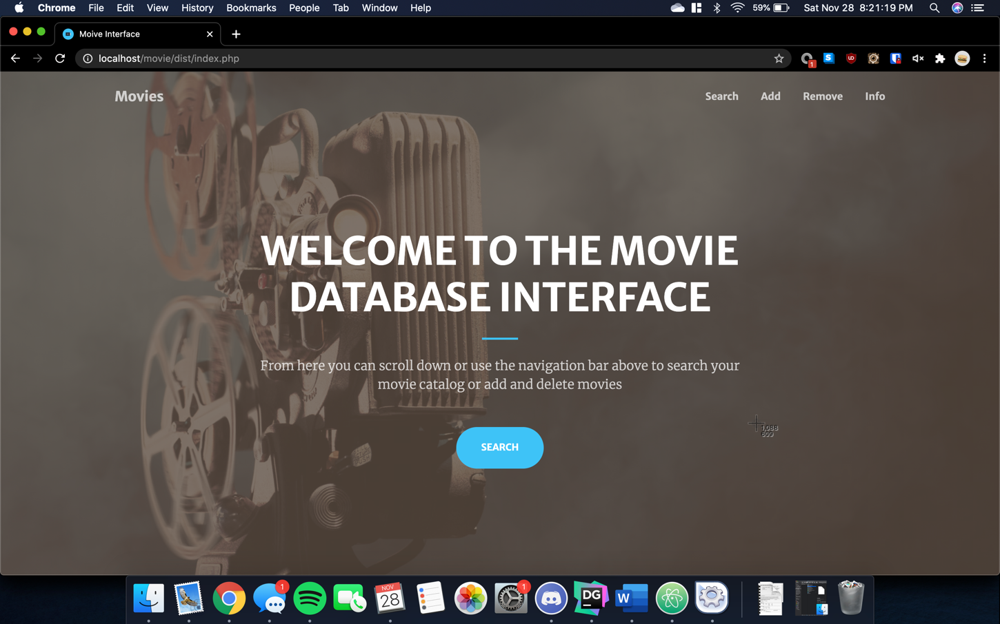 Chrome File Edit View History Bookmarks People Tab Window Help 59% Sat Nov 28 8:21:19 PM
Moive Interface
localhost/movie/dist/index.php
1
Movies Search Add Remove Info
WELCOME TO THE MOVIE
DATABASE INTERFACE
From here you can scroll down or use the navigation bar above to search your
movie catalog or add and delete movies
1,088
609
SEARCH
1
NOV
28
1
DG
W